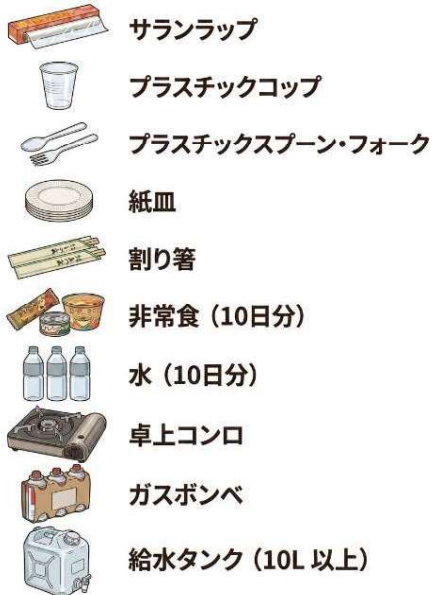 サランラップ
プラスチックコップ
プラスチックスプーン・フォーク
紙皿
割り箸
非常食（10日分）
水（10日分）
卓上コンロ
ガスボンベ
給水タンク（10L 以上）